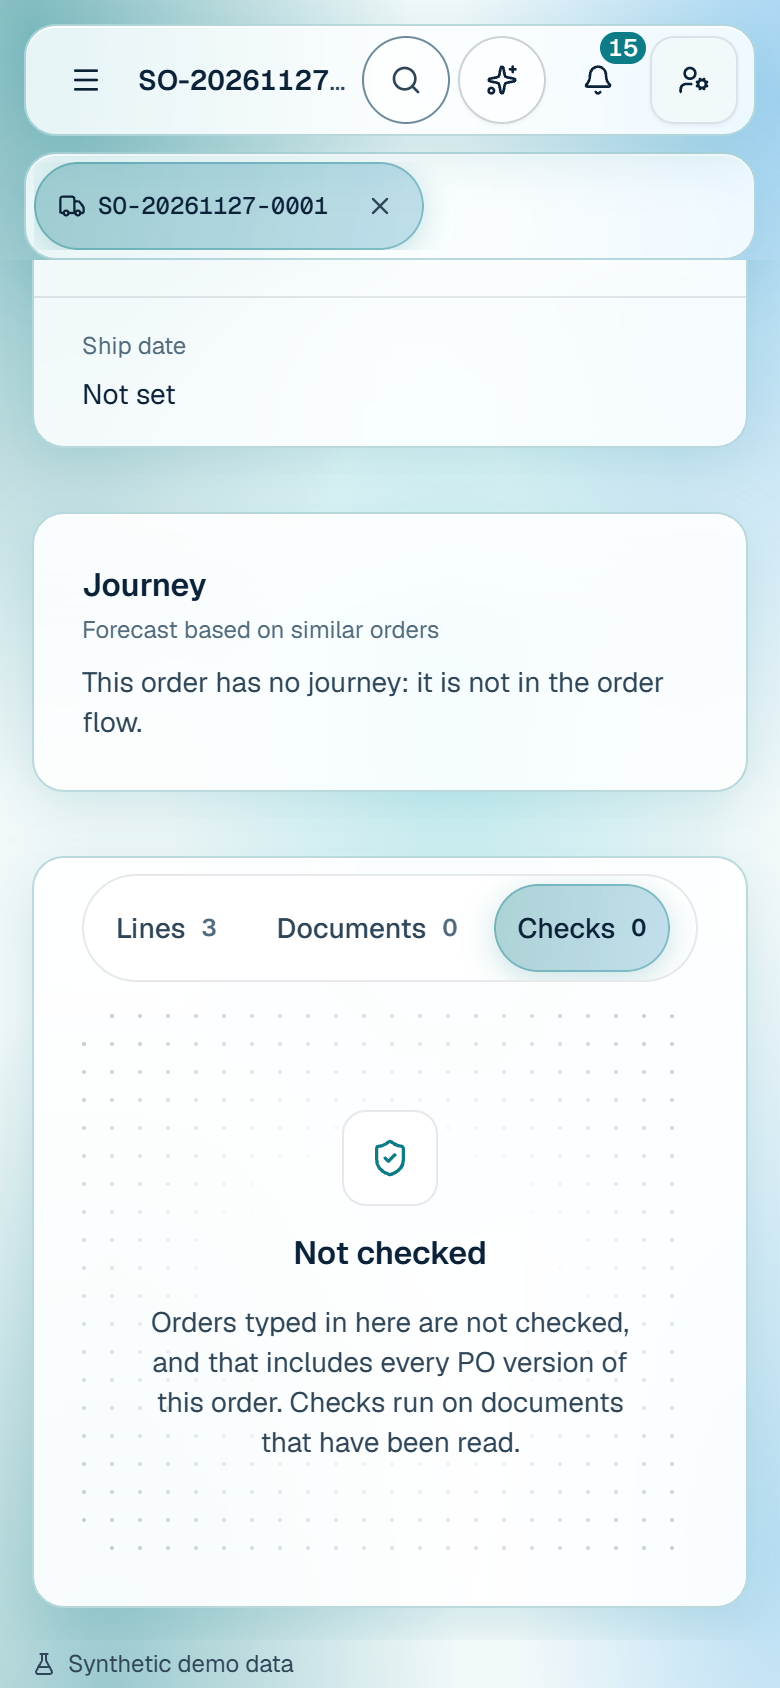 SO-20261127…
15
SO-20261127-0001
Ship date
Not set
Journey
Forecast based on similar orders
This order has no journey: it is not in the order
flow.
Lines 3 Documents 0 Checks 0
Not checked
Orders typed in here are not checked,
and that includes every PO version of
this order. Checks run on documents
that have been read.
Synthetic demo data